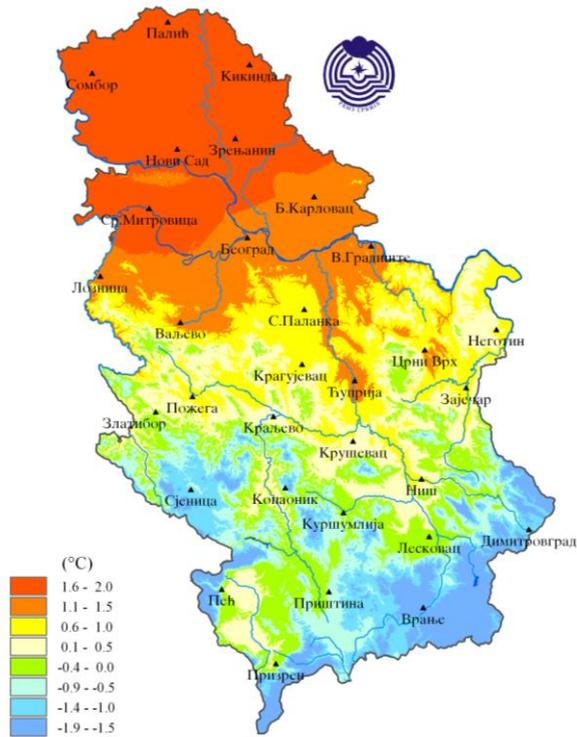 Палић
Кикинда
Сомбор
Зрењанин
Нови Сад
Б.Карловац
Ср.Митровица
Београд
В.Градиште
Лозница
С.Паланка
Ваљево
Неготин
Црни Врх
Крагујевац
Ћуприја
Зајечар
Пожега
Златибор
Краљево
Крушевац
Ниш
Сјеница
Копаоник
Куршумлија
Димитровград
Лесковац
Пећ
Приштина
Врање
Призрен
(°C)
1.6 - 2.0
1.1 - 1.5
0.6 - 1.0
0.1 - 0.5
-0.4 - 0.0
-0.9 - -0.5
-1.4 - -1.0
-1.9 - -1.5